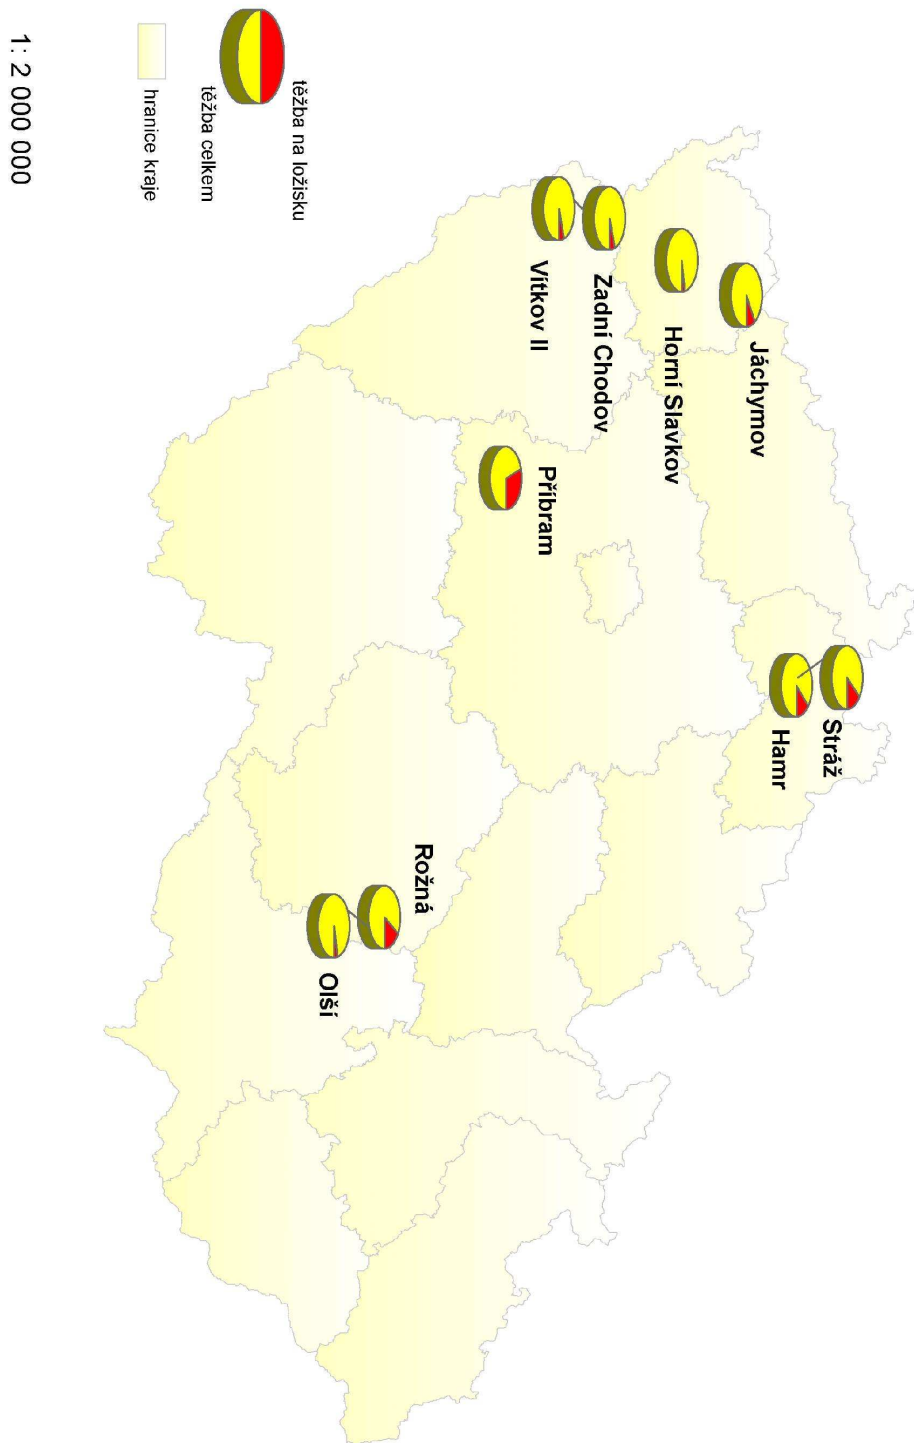 Jáchymov
Horní Slavkov
Zadní Chodov
Vítkov II
Stráž
Hamr
Příbram
Rožná
Olší
těžba na ložisku
těžba celkem
hranice kraje
1: 2 000 000